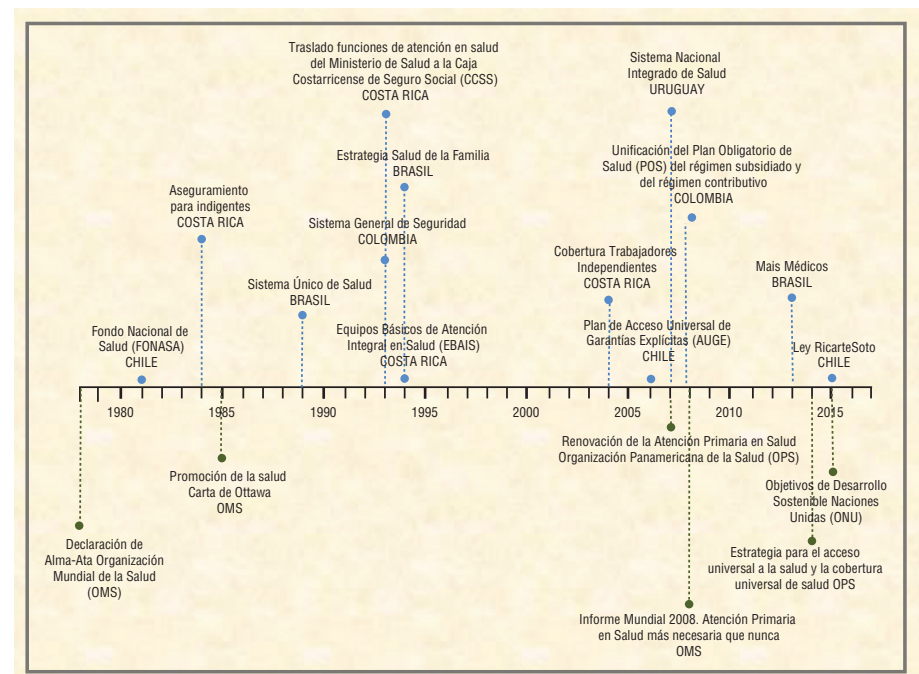 Traslado funciones de atención en salud
del Ministerio de Salud a la Caja
Costarricense de Seguro Social (CCSS)
COSTA RICA
Sistema Nacional
Integrado de Salud
URUGUAY
Estrategia Salud de la Familia
BRASIL
Unificación del Plan Obligatorio de
Salud (POS) del régimen subsidiado y
del régimen contributivo
COLOMBIA
Aseguramiento
para indigentes
COSTA RICA
Sistema General de Seguridad
COLOMBIA
Cobertura Trabajadores
Independientes
COSTA RICA
Mais Médicos
BRASIL
Sistema Único de Salud
BRASIL
Fondo Nacional de
Salud (FONASA)
CHILE
Equipos Básicos de Atención
Integral en Salud (EBAIS)
COSTA RICA
Plan de Acceso Universal de
Garantías Explícitas (AUGE)
CHILE
Ley RicarteSoto
CHILE
1980 1985 1990 1995 2000 2005 2010 2015
Renovación de la Atención Primaria en Salud
Organización Panamericana de la Salud (OPS)
Promoción de la salud
Carta de Ottawa
OMS
Objetivos de Desarrollo
Sostenible Naciones
Unidas (ONU)
Declaración de
Alma-Ata Organización
Mundial de la Salud
(OMS)
Estrategia para el acceso
universal a la salud y la cobertura
universal de salud OPS
Informe Mundial 2008. Atención Primaria
en Salud más necesaria que nunca
OMS